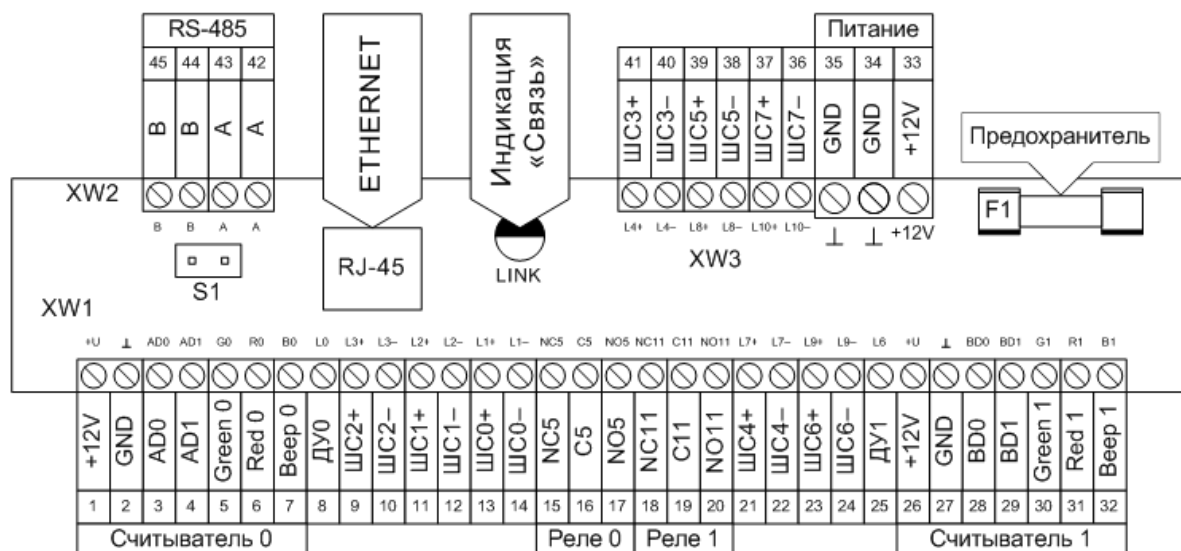 RS-485
45 44 43 42
B B A A
XW2
B B A A
S1
ETHERNET
RJ-45
Индикация «Связь»
LINK
Питание
41 40 39 38 37 36 35 34 33
ШС3+ ШС3– ШС5+ ШС5– ШС7+ ШС7– GND GND +12V
L4+ L4– L8+ L8– L10+ L10– ⊥ ⊥ +12V
XW3
Предохранитель
F1
XW1
+U ⊥ AD0 AD1 G0 R0 B0 L0 L3+ L3– L2+ L2– L1+ L1– NC5 C5 NO5 NC11 C11 NO11 L7+ L7– L9+ L9– L6 +U ⊥ BD0 BD1 G1 R1 B1
+12V GND AD0 AD1 Green 0 Red 0 Beep 0 ДУ0 ШС2+ ШС2– ШС1+ ШС1– ШС0+ ШС0– NC5 C5 NO5 NC11 C11 NO11 ШС4+ ШС4– ШС6+ ШС6– ДУ1 +12V GND BD0 BD1 Green 1 Red 1 Beep 1
1 2 3 4 5 6 7 8 9 10 11 12 13 14 15 16 17 18 19 20 21 22 23 24 25 26 27 28 29 30 31 32
Считыватель 0 Реле 0 Реле 1 Считыватель 1